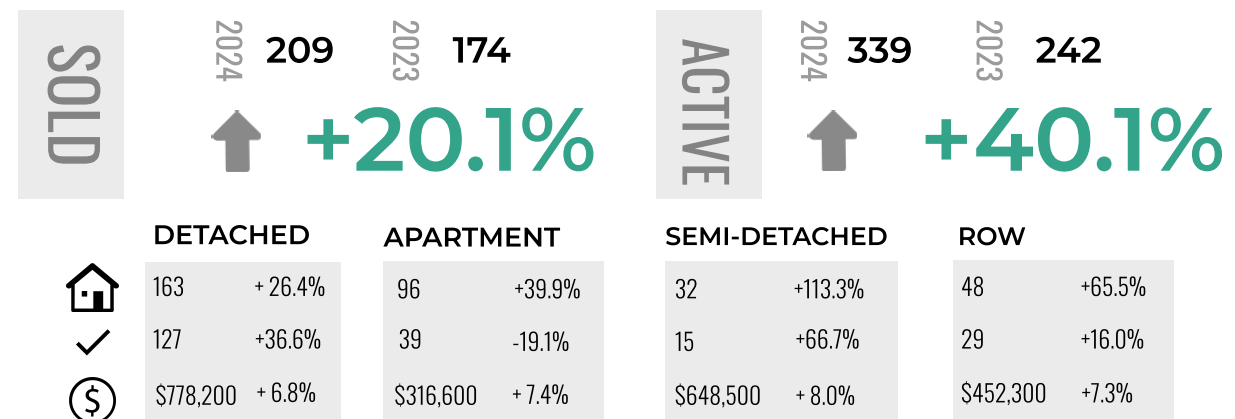 SOLD
2024 209 2023 174
+20.1%
ACTIVE
2024 339 2023 242
+40.1%
DETACHED APARTMENT SEMI-DETACHED ROW
163 + 26.4% 96 +39.9% 32 +113.3% 48 +65.5%
127 +36.6% 39 -19.1% 15 +66.7% 29 +16.0%
$ $778,200 + 6.8% $316,600 + 7.4% $648,500 + 8.0% $452,300 +7.3%